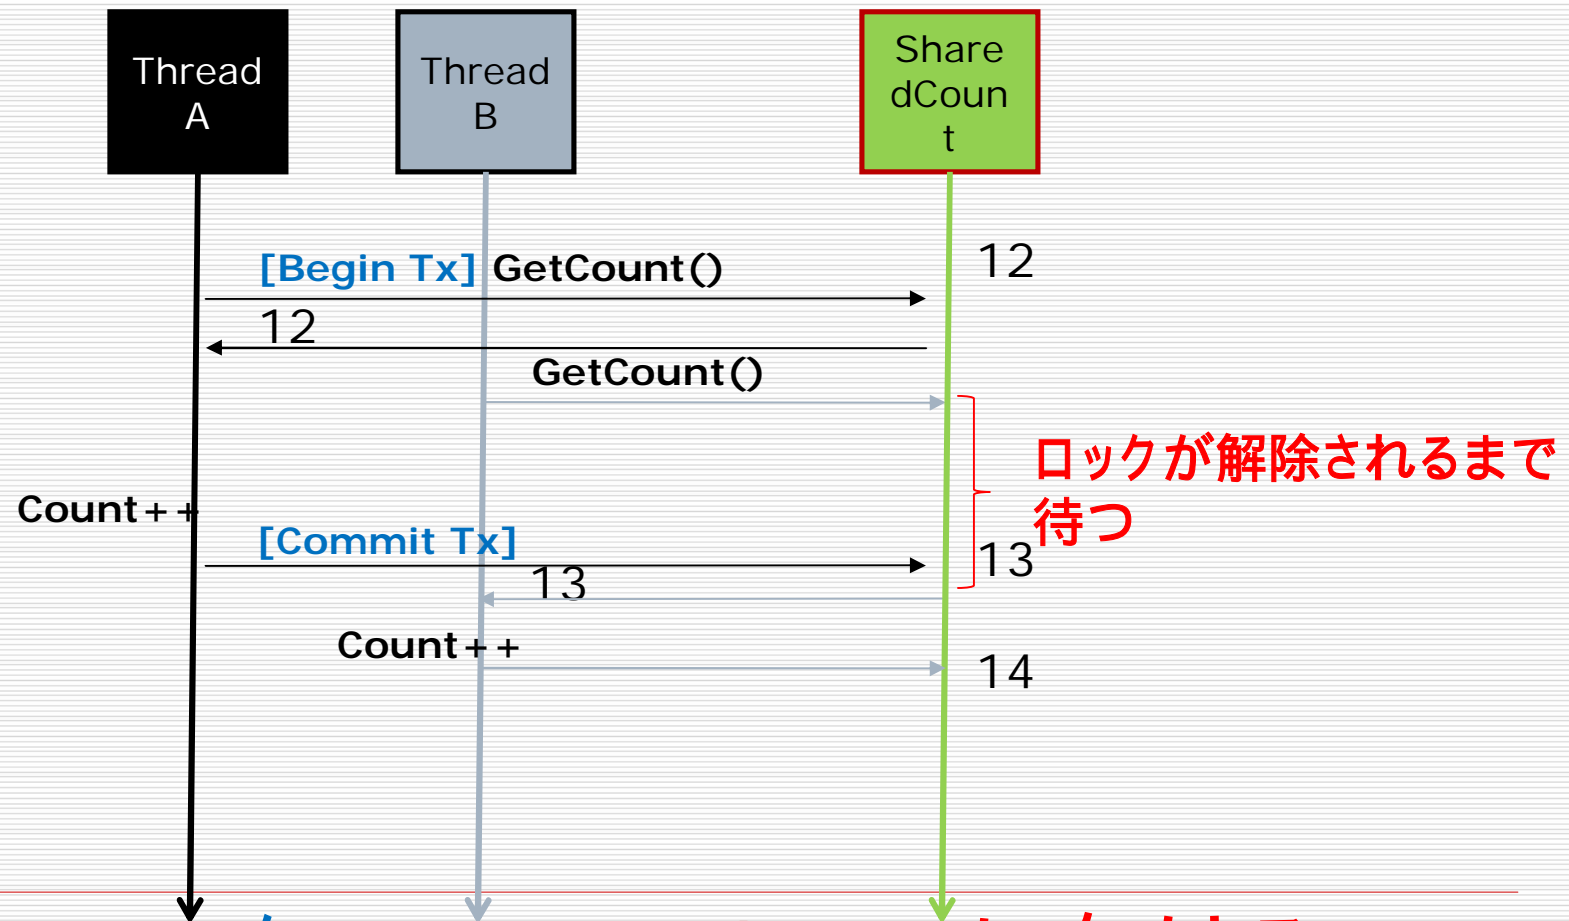 Thread
A
Thread
B
Share
dCoun
t
[Begin Tx] GetCount()
12
12
GetCount()
ロックが解除されるまで
待つ
Count++
[Commit Tx]
13
13
Count++
14